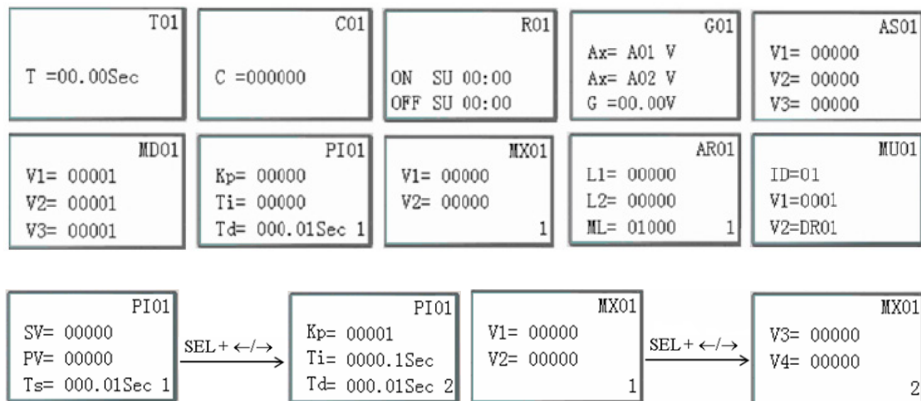 T01
T =00.00Sec
C01
C =000000
R01
ON SU 00:00
OFF SU 00:00
G01
Ax= A01 V
Ax= A02 V
G =00.00V
AS01
V1= 00000
V2= 00000
V3= 00000
MD01
V1= 00001
V2= 00001
V3= 00001
PI01
Kp= 00000
Ti= 00000
Td= 000.01Sec 1
MX01
V1= 00000
V2= 00000
1
AR01
L1= 00000
L2= 00000
ML= 01000 1
MU01
ID=01
V1=0001
V2=DR01
PI01
SV= 00000
PV= 00000
Ts= 000.01Sec 1
SEL + ←/→
PI01
Kp= 00001
Ti= 0000.1Sec
Td= 000.01Sec 2
MX01
V1= 00000
V2= 00000
1
SEL + ←/→
MX01
V3= 00000
V4= 00000
2